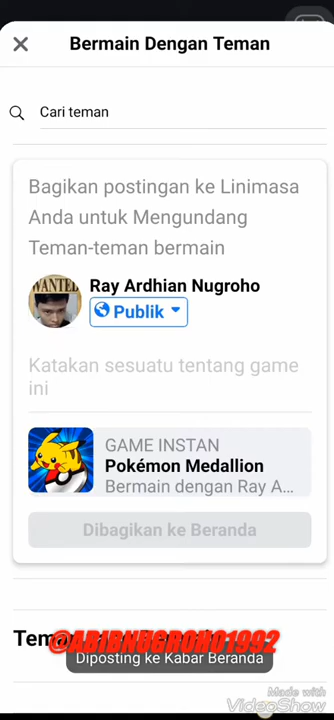 Bermain Dengan Teman
Cari teman
Bagikan postingan ke Linimasa
Anda untuk Mengundang
Teman-teman bermain
WANTED
Ray Ardhian Nugroho
Publik
Katakan sesuatu tentang game
ini
GAME INSTAN
Pokémon Medallion
Bermain dengan Ray A...
Dibagikan ke Beranda
@ABIBNUGROHO1992
Diposting ke Kabar Beranda
Made with
VideoShow